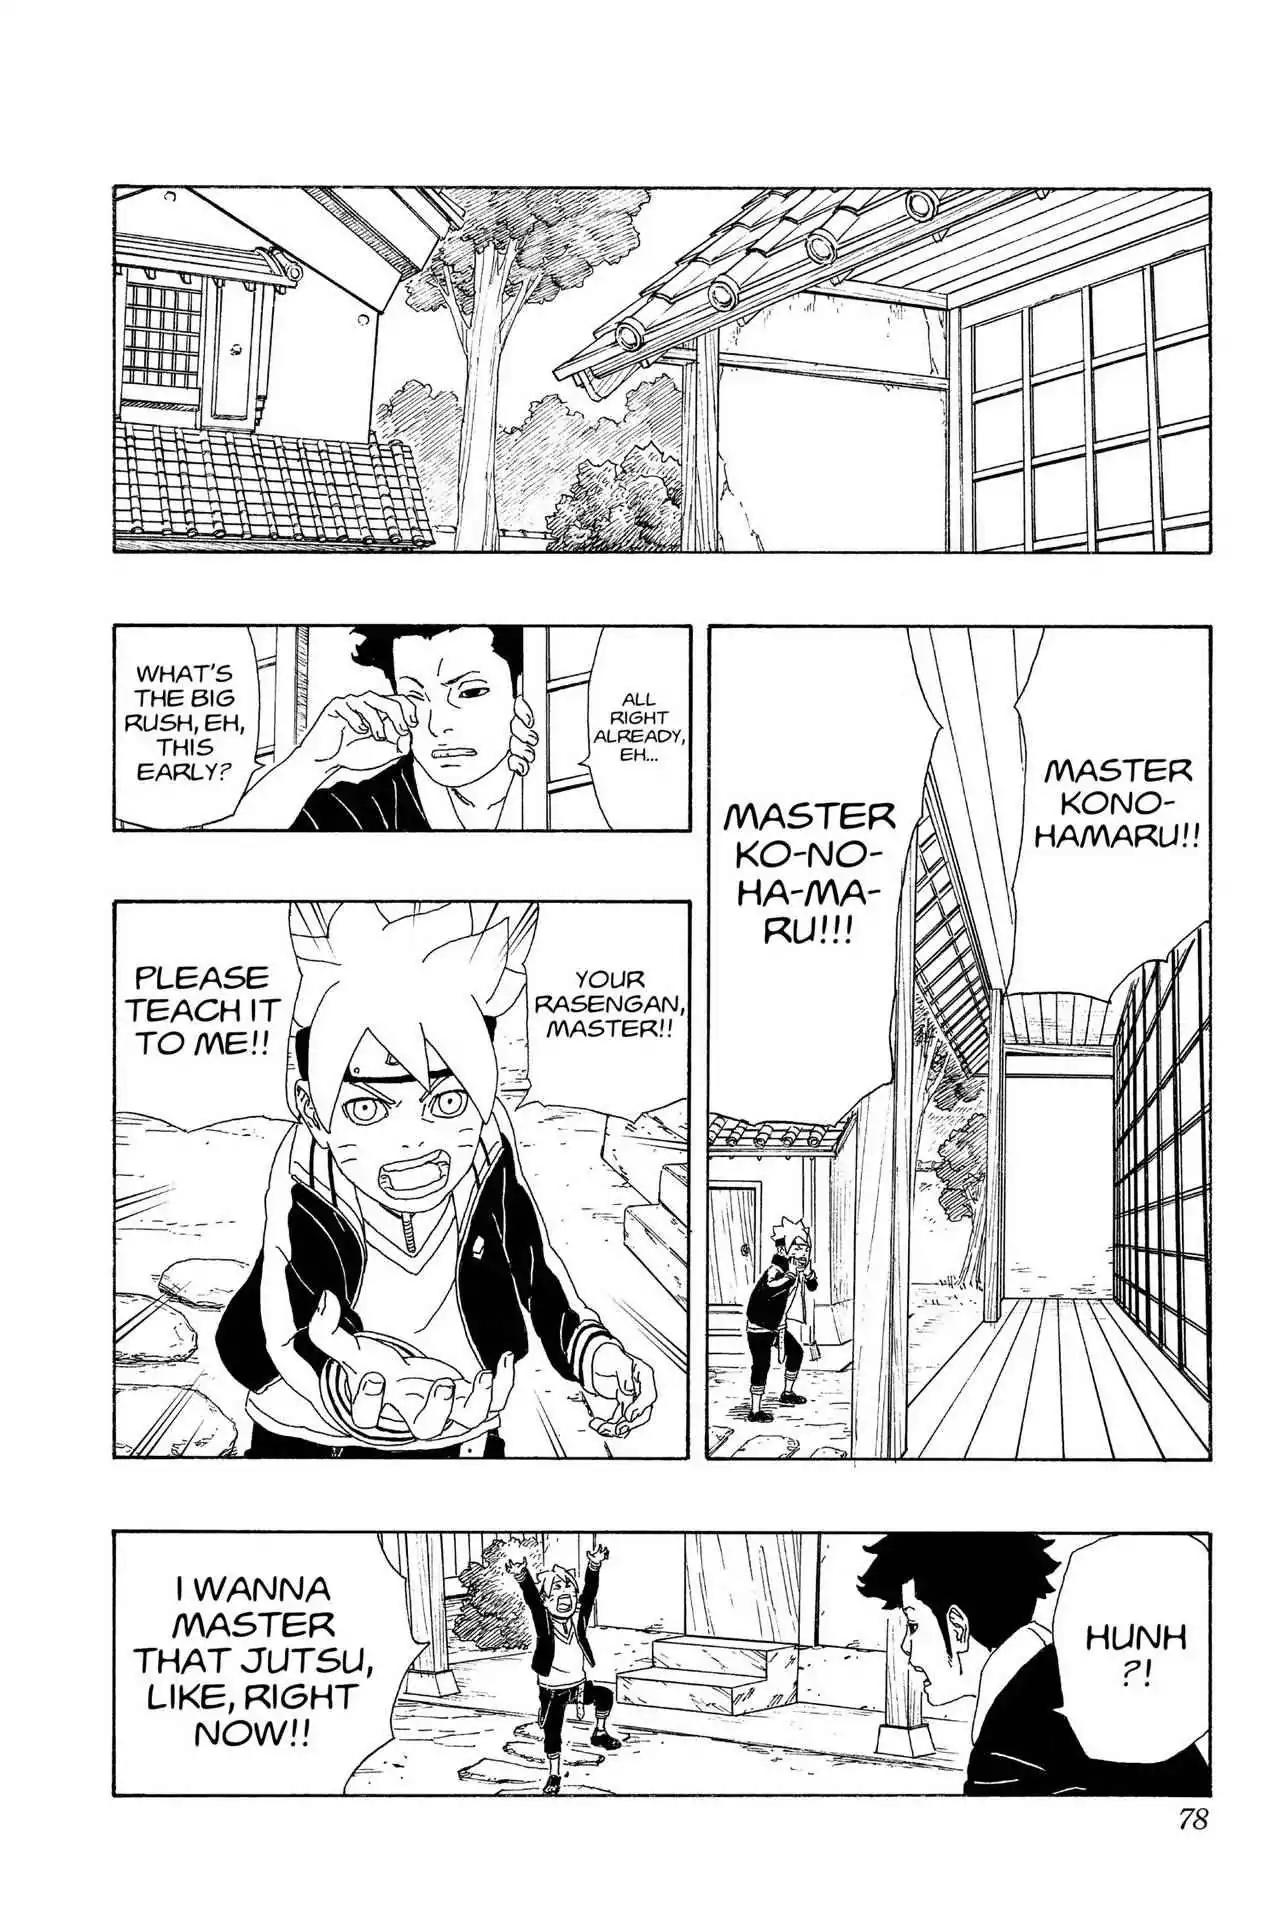 MASTER
KONO-
HAMARU!!
MASTER
KO-NO-
HA-MA-
RU!!!
ALL
RIGHT
ALREADY,
EH...
WHAT'S
THE BIG
RUSH, EH,
THIS
EARLY?
YOUR
RASENGAN,
MASTER!!
PLEASE
TEACH IT
TO ME!!
HUNH
?!
I WANNA
MASTER
THAT JUTSU,
LIKE, RIGHT
NOW!!
78